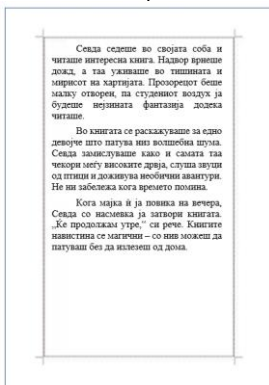 Севда седеше во својата соба и
читаше интересна книга. Надвор врнеше
дожд, а таа уживаше во тишината и
мирисот на хартијата. Прозорецот беше
малку отворен, па студениот воздух ја
будеше нејзината фантазија додека
читаше.
Во книгата се раскажуваше за едно
девојче што патува низ волшебна шума.
Севда замислуваше како и самата таа
чекори меѓу високите дрвја, слуша звуци
од птици и доживува необични авантури.
Не ни забележа кога времето помина.
Кога мајка ѝ ја повика на вечера,
Севда со насмевка ја затвори книгата.
„Ќе продолжам утре,“ си рече. Книгите
навистина се магични – со нив можеш да
патуваш без да излезеш од дома.